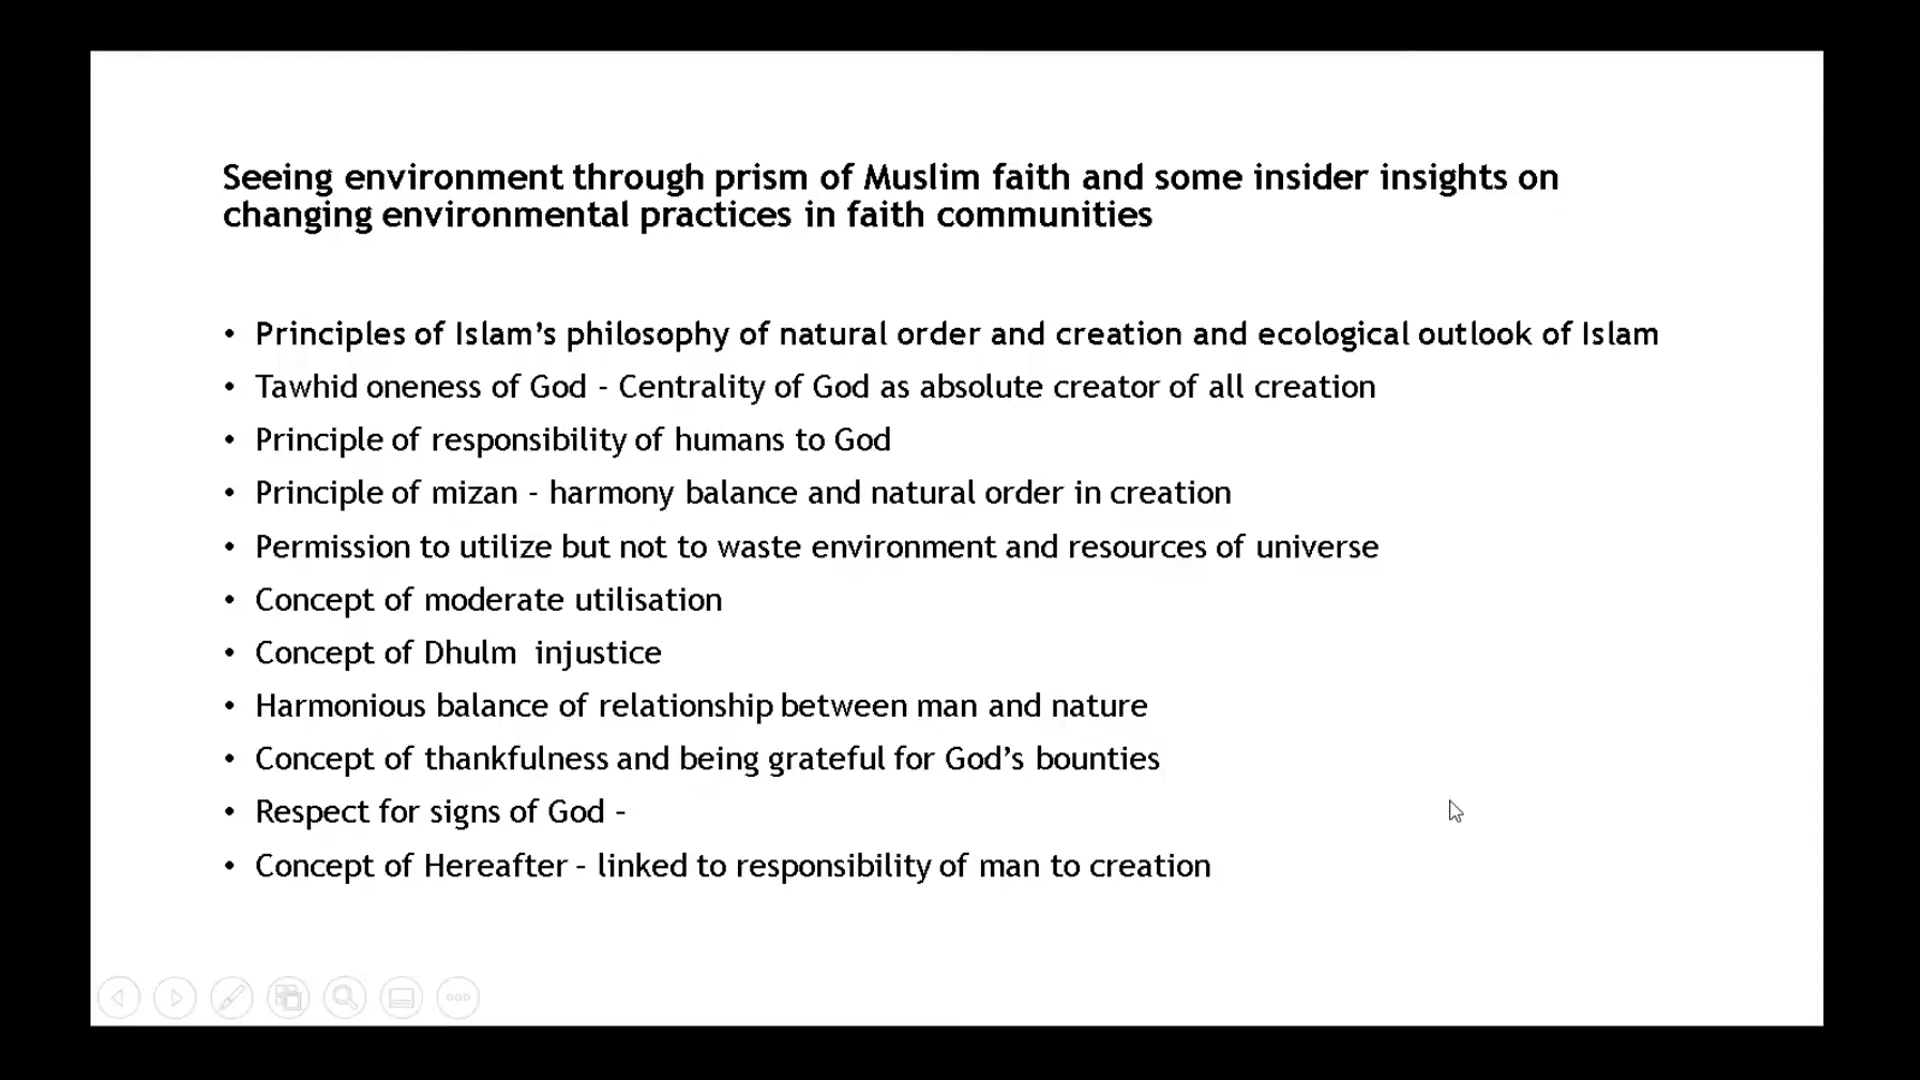 Seeing environment through prism of Muslim faith and some insider insights on
changing environmental practices in faith communities
• Principles of Islam’s philosophy of natural order and creation and ecological outlook of Islam
• Tawhid oneness of God - Centrality of God as absolute creator of all creation
• Principle of responsibility of humans to God
• Principle of mizan - harmony balance and natural order in creation
• Permission to utilize but not to waste environment and resources of universe
• Concept of moderate utilisation
• Concept of Dhulm  injustice
• Harmonious balance of relationship between man and nature
• Concept of thankfulness and being grateful for God’s bounties
• Respect for signs of God –
• Concept of Hereafter – linked to responsibility of man to creation